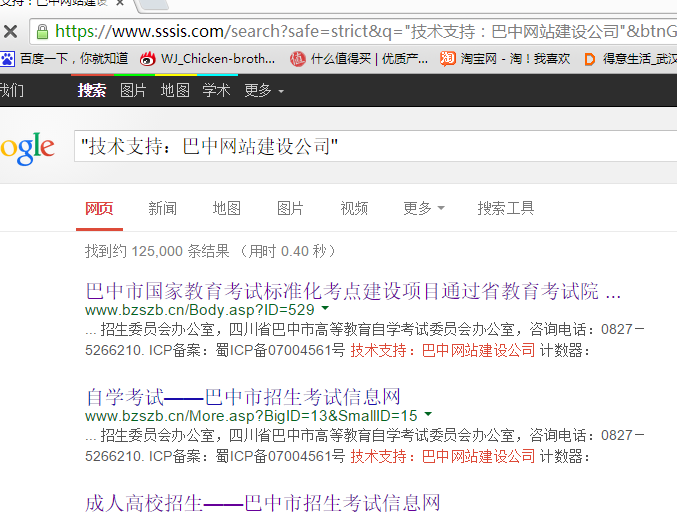 支持：巴中网站建设
https://www.sssis.com/search?safe=strict&q="技术支持：巴中网站建设公司"&btnG
百度一下，你就知道 WJ_Chicken-broth... 什么值得买 | 优质产... 淘宝网 - 淘！我喜欢 得意生活_武汉
我们 搜索 图片 地图 学术 更多
ogle "技术支持：巴中网站建设公司"
网页 新闻 地图 图片 视频 更多 搜索工具
找到约 125,000 条结果 （用时 0.40 秒）
巴中市国家教育考试标准化考点建设项目通过省教育考试院 ...
www.bzszb.cn/Body.asp?ID=529
... 招生委员会办公室，四川省巴中市高等教育自学考试委员会办公室，咨询电话：0827－
5266210. ICP备案：蜀ICP备07004561号 技术支持：巴中网站建设公司 计数器：
自学考试——巴中市招生考试信息网
www.bzszb.cn/More.asp?BigID=13&SmallID=15
... 招生委员会办公室，四川省巴中市高等教育自学考试委员会办公室，咨询电话：0827－
5266210. ICP备案：蜀ICP备07004561号 技术支持：巴中网站建设公司 计数器：
成人高校招生——巴中市招生考试信息网